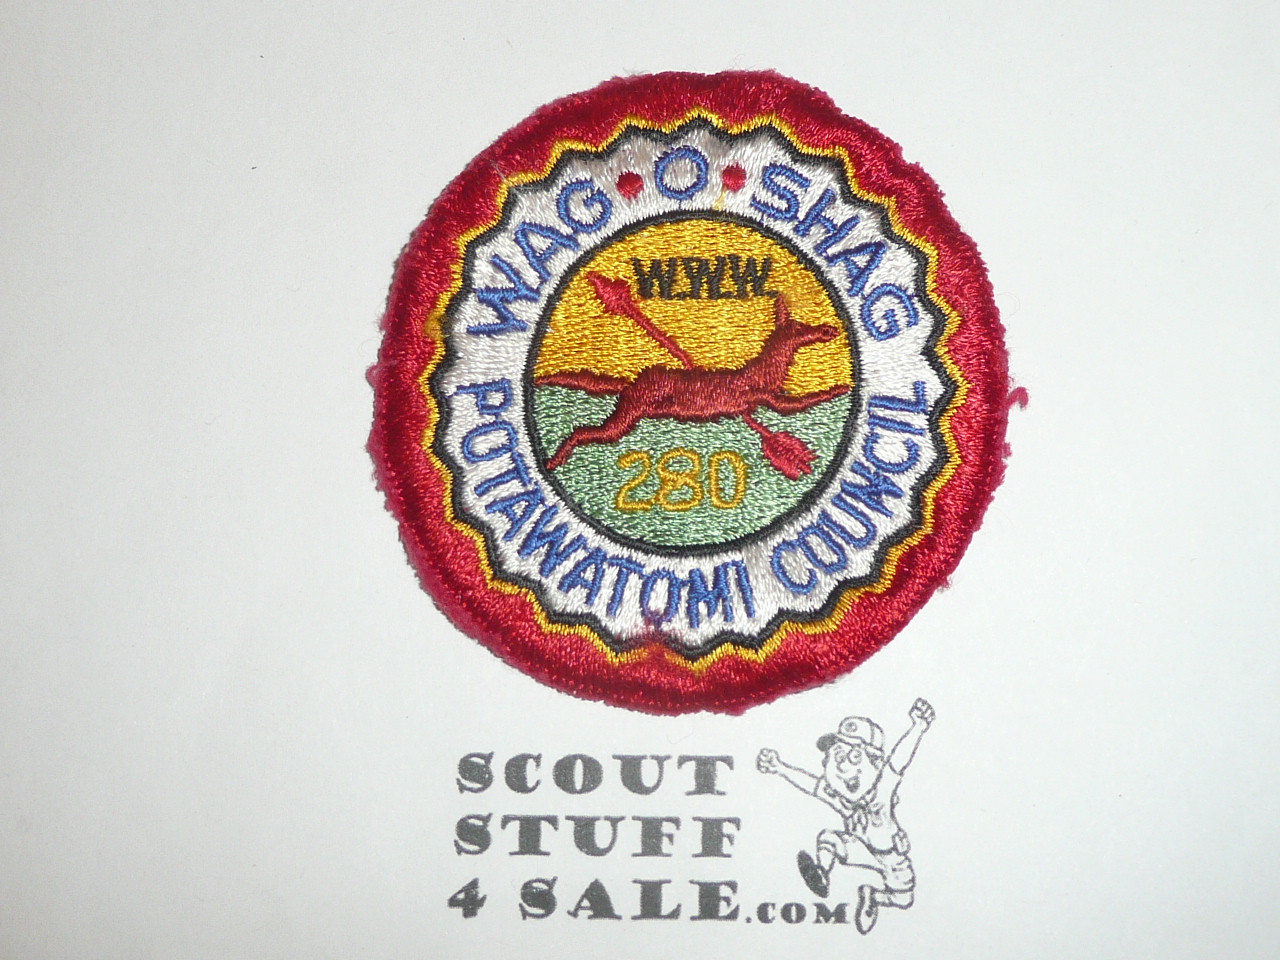 WAG • O • SHAG
W.W.W.
280
POTAWATOMI COUNCIL
SCOUT
STUFF
4 SALE.COM